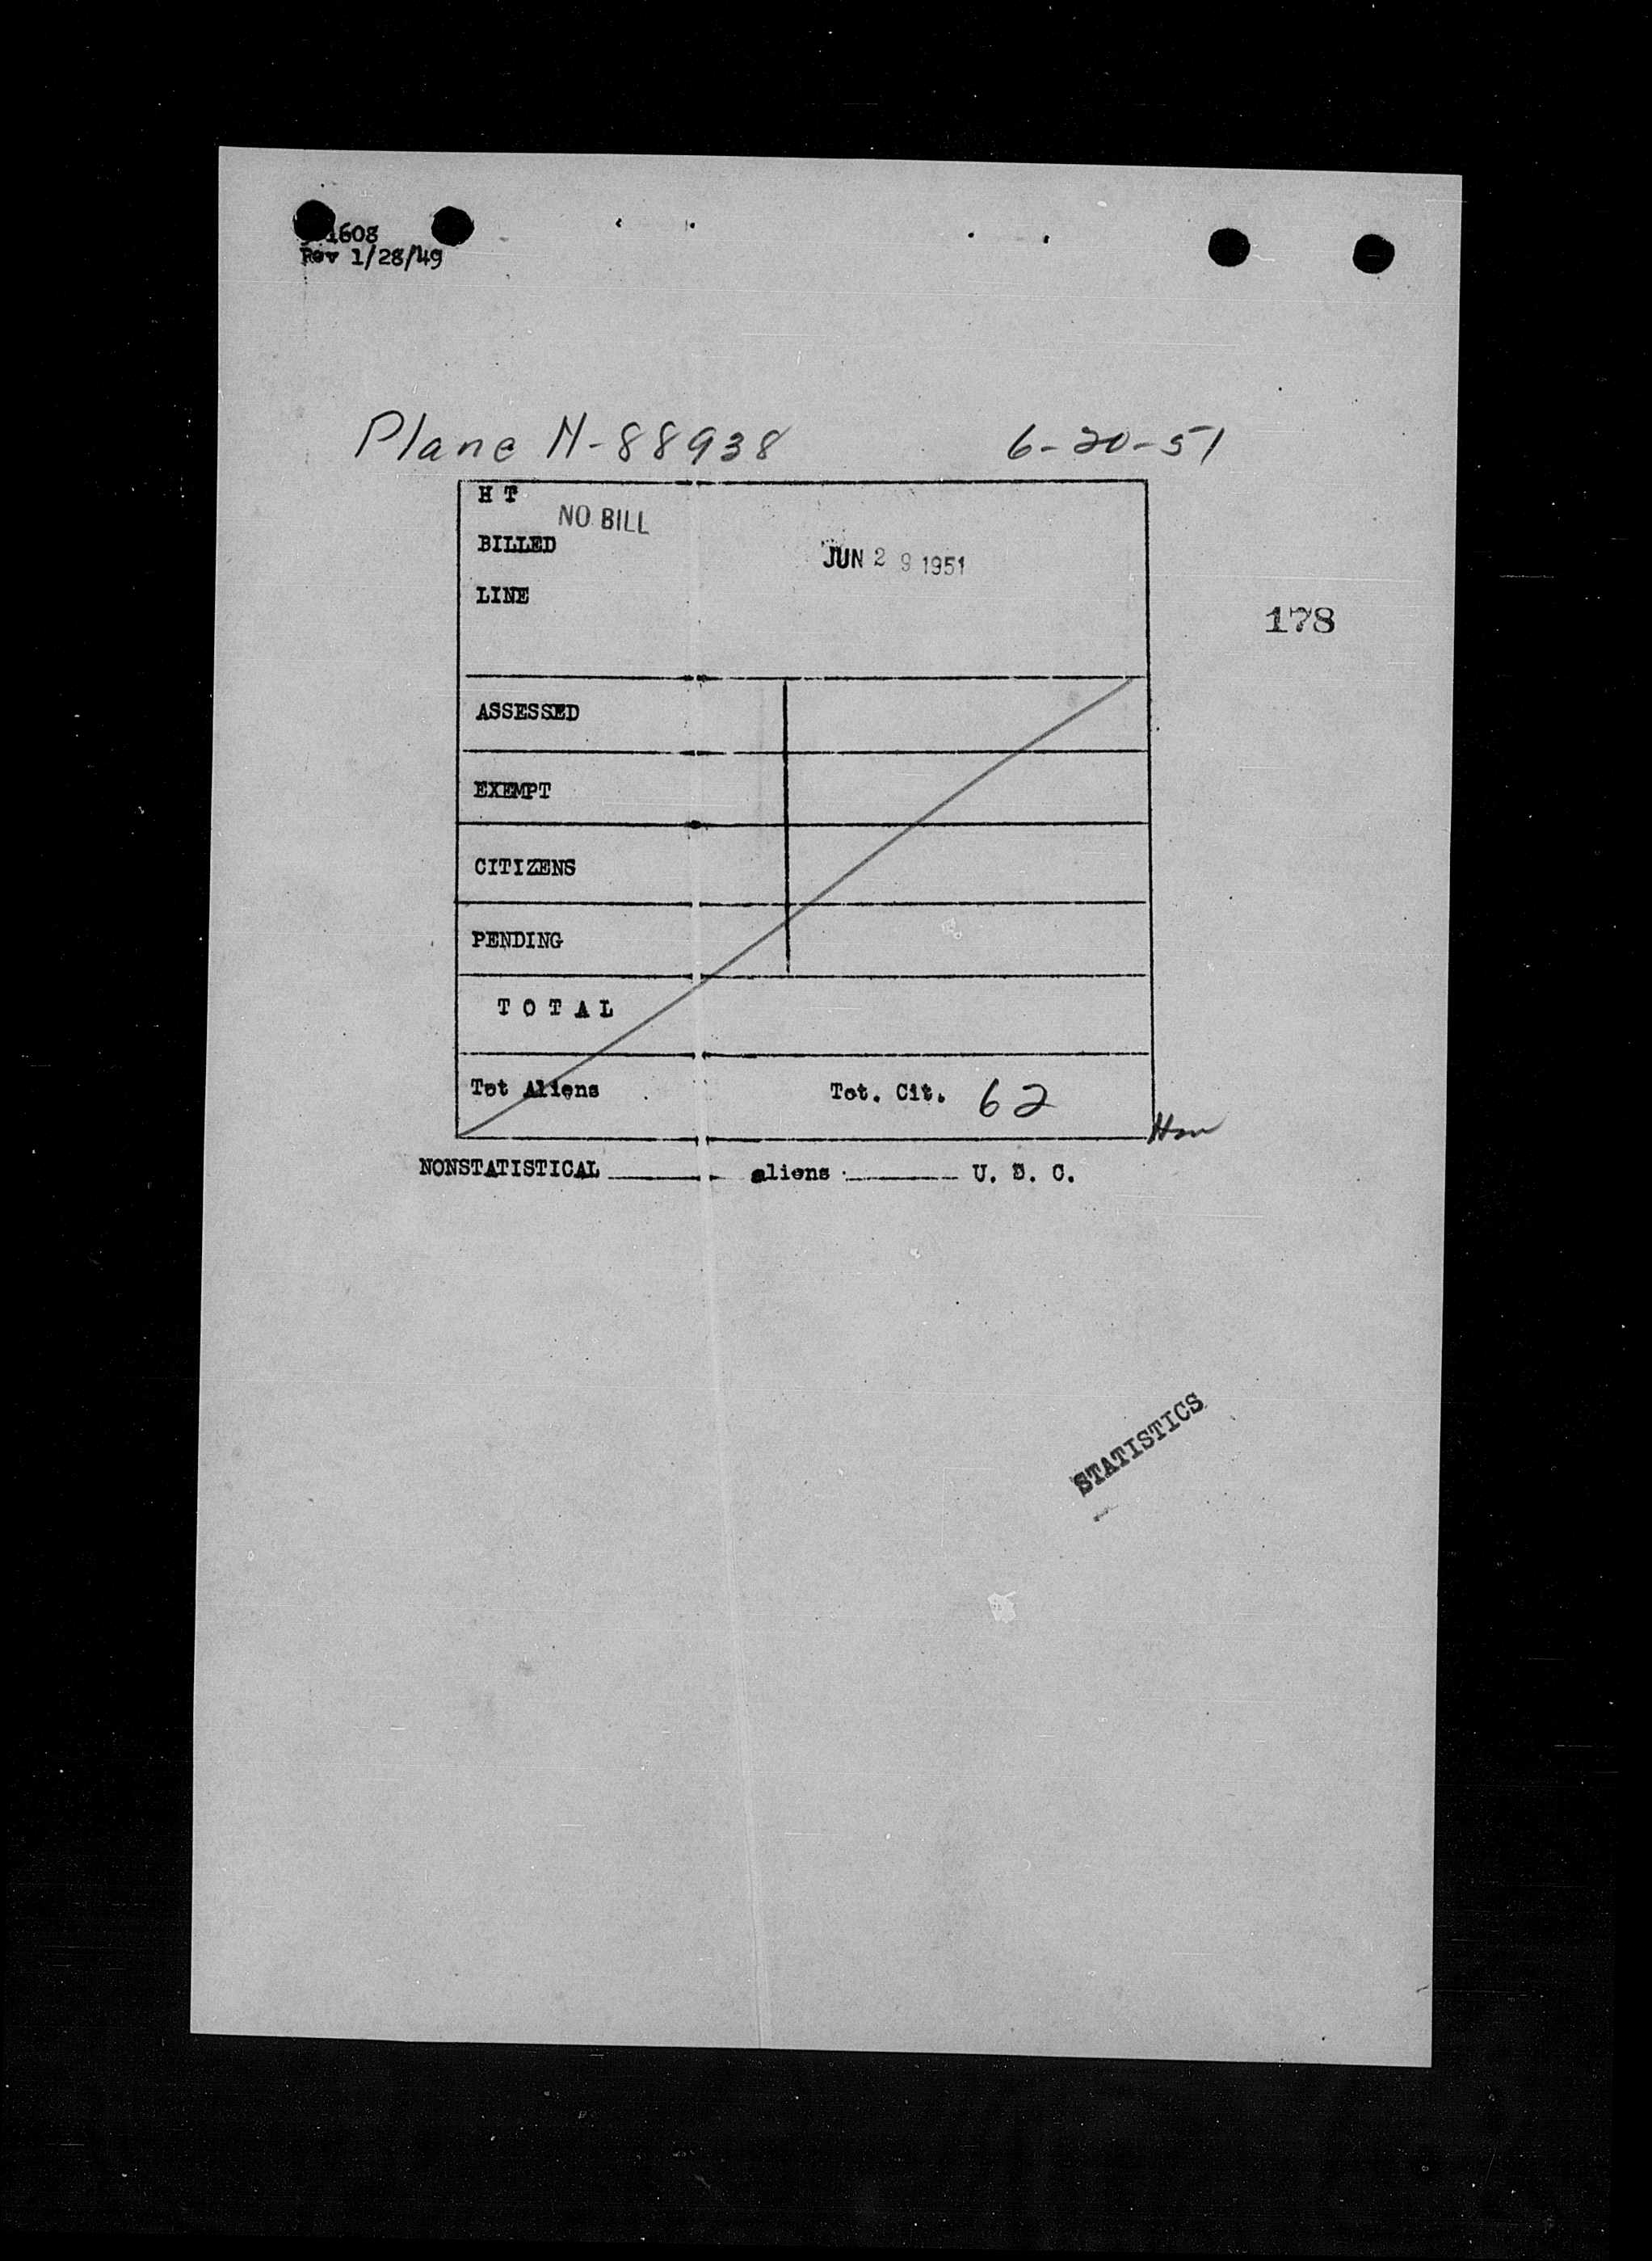 1608
Rev 1/28/49
Plane N-88938 6-20-51
H T
NO BILL
BILLED
JUN 29 1951
LINE
178
ASSESSED
EXEMPT
CITIZENS
PENDING
T O T A L
Tot Aliens Tot. Cit. 62
NONSTATISTICAL aliens U. S. C.
STATISTICS